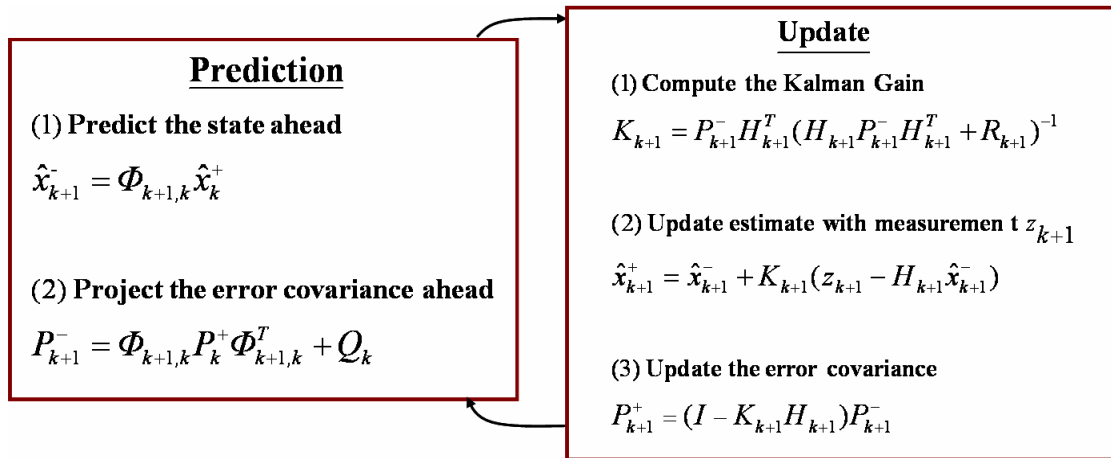 Prediction
(1) Predict the state ahead
x̂⁻ₖ₊₁ = Φₖ₊₁,ₖ x̂ₖ⁺
(2) Project the error covariance ahead
P⁻ₖ₊₁ = Φₖ₊₁,ₖ Pₖ⁺ Φᵀₖ₊₁,ₖ + Qₖ
Update
(1) Compute the Kalman Gain
Kₖ₊₁ = P⁻ₖ₊₁ Hᵀₖ₊₁ (Hₖ₊₁ P⁻ₖ₊₁ Hᵀₖ₊₁ + Rₖ₊₁)⁻¹
(2) Update estimate with measuremen t zₖ₊₁
x̂⁺ₖ₊₁ = x̂⁻ₖ₊₁ + Kₖ₊₁ (zₖ₊₁ − Hₖ₊₁ x̂⁻ₖ₊₁)
(3) Update the error covariance
P⁺ₖ₊₁ = (I − Kₖ₊₁ Hₖ₊₁) P⁻ₖ₊₁